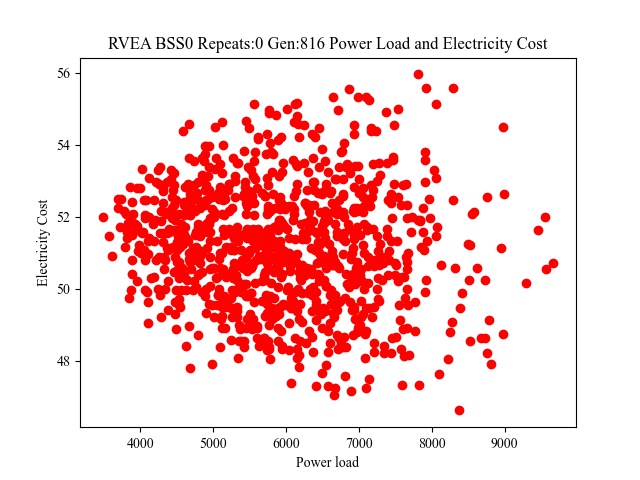 RVEA BSS0 Repeats:0 Gen:816 Power Load and Electricity Cost
56
54
52
50
48
Electricity Cost
4000 5000 6000 7000 8000 9000
Power load